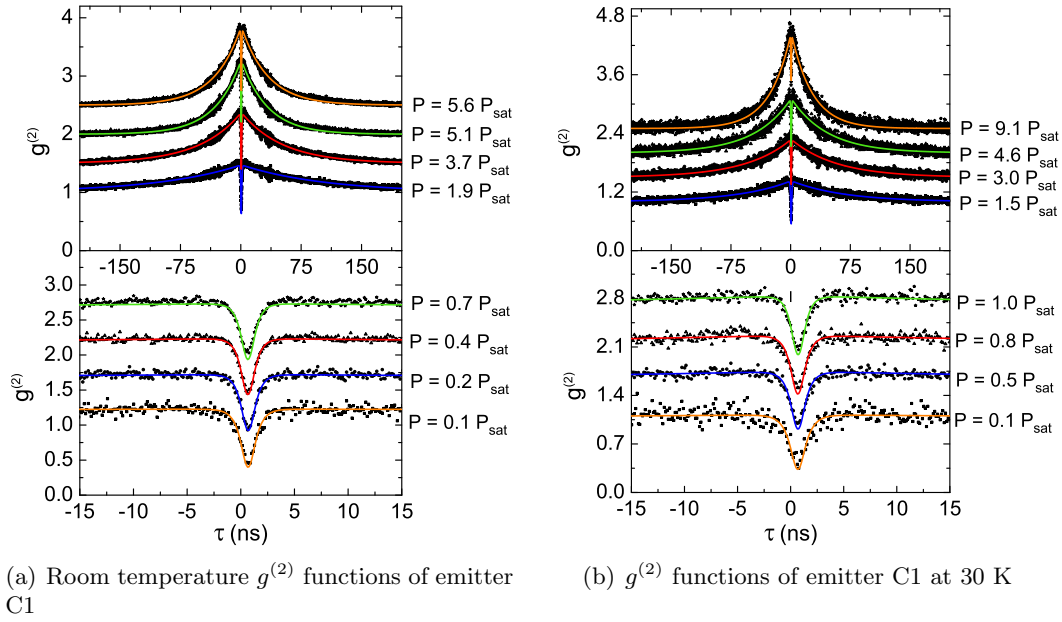 4
3
2
1
0
g(2)
P = 5.6 Psat
P = 5.1 Psat
P = 3.7 Psat
P = 1.9 Psat
-150 -75 0 75 150
3.0
2.5
2.0
1.5
1.0
0.5
0.0
g(2)
P = 0.7 Psat
P = 0.4 Psat
P = 0.2 Psat
P = 0.1 Psat
-15 -10 -5 0 5 10 15
τ (ns)
(a) Room temperature g(2) functions of emitter
C1
4.8
3.6
2.4
1.2
0.0
g(2)
P = 9.1 Psat
P = 4.6 Psat
P = 3.0 Psat
P = 1.5 Psat
-150 -75 0 75 150
2.8
2.1
1.4
0.7
0.0
g(2)
P = 1.0 Psat
P = 0.8 Psat
P = 0.5 Psat
P = 0.1 Psat
-15 -10 -5 0 5 10 15
τ (ns)
(b) g(2) functions of emitter C1 at 30 K